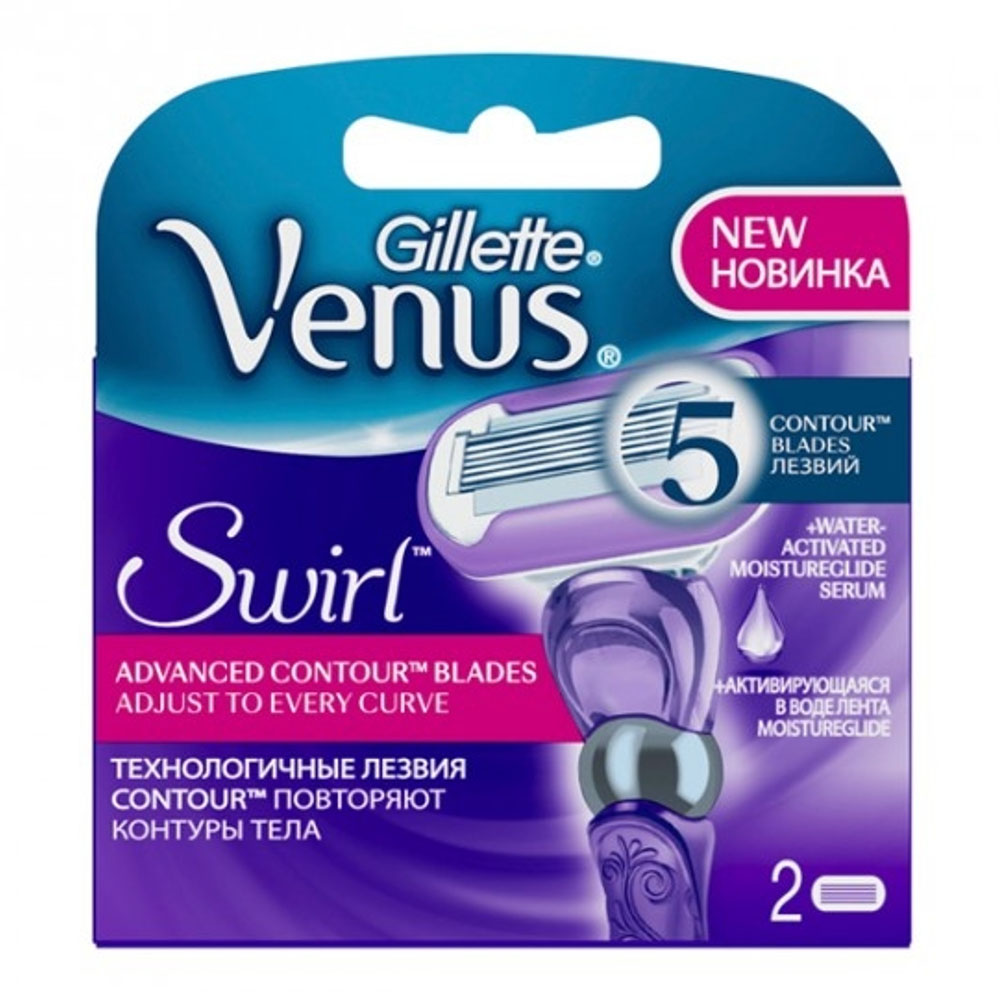 Gillette®
Venus®
NEW
НОВИНКА
5
CONTOUR™
BLADES
ЛЕЗВИЙ
+WATER-
ACTIVATED
MOISTUREGLIDE
SERUM
Swirl™
ADVANCED CONTOUR™ BLADES
ADJUST TO EVERY CURVE
+АКТИВИРУЮЩАЯСЯ
В ВОДЕ ЛЕНТА
MOISTUREGLIDE
ТЕХНОЛОГИЧНЫЕ ЛЕЗВИЯ
CONTOUR™ ПОВТОРЯЮТ
КОНТУРЫ ТЕЛА
2